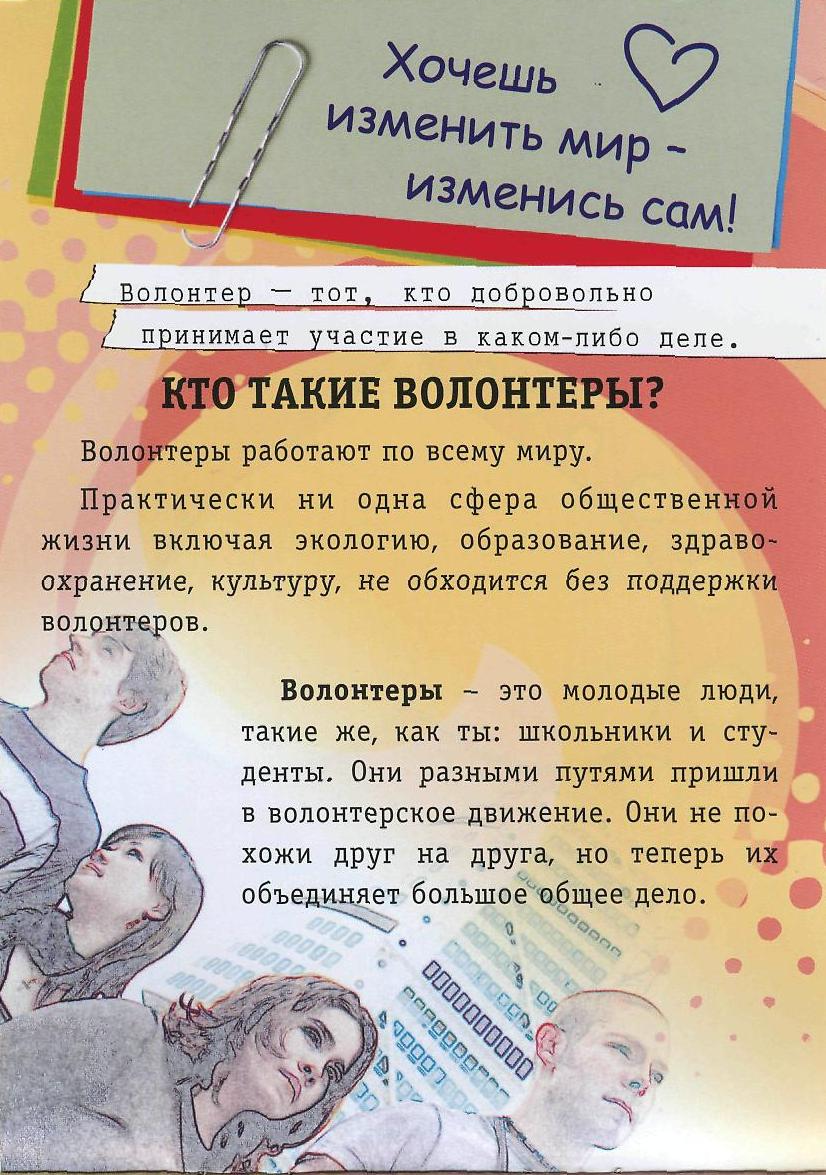 Хочешь
изменить мир –
изменись сам!
Волонтер — тот, кто добровольно
принимает участие в каком-либо деле.
КТО ТАКИЕ ВОЛОНТЕРЫ?
Волонтеры работают по всему миру.
Практически ни одна сфера общественной
жизни включая экологию, образование, здраво-
охранение, культуру, не обходится без поддержки
волонтеров.
Волонтеры – это молодые люди,
такие же, как ты: школьники и сту-
денты. Они разными путями пришли
в волонтерское движение. Они не по-
хожи друг на друга, но теперь их
объединяет большое общее дело.